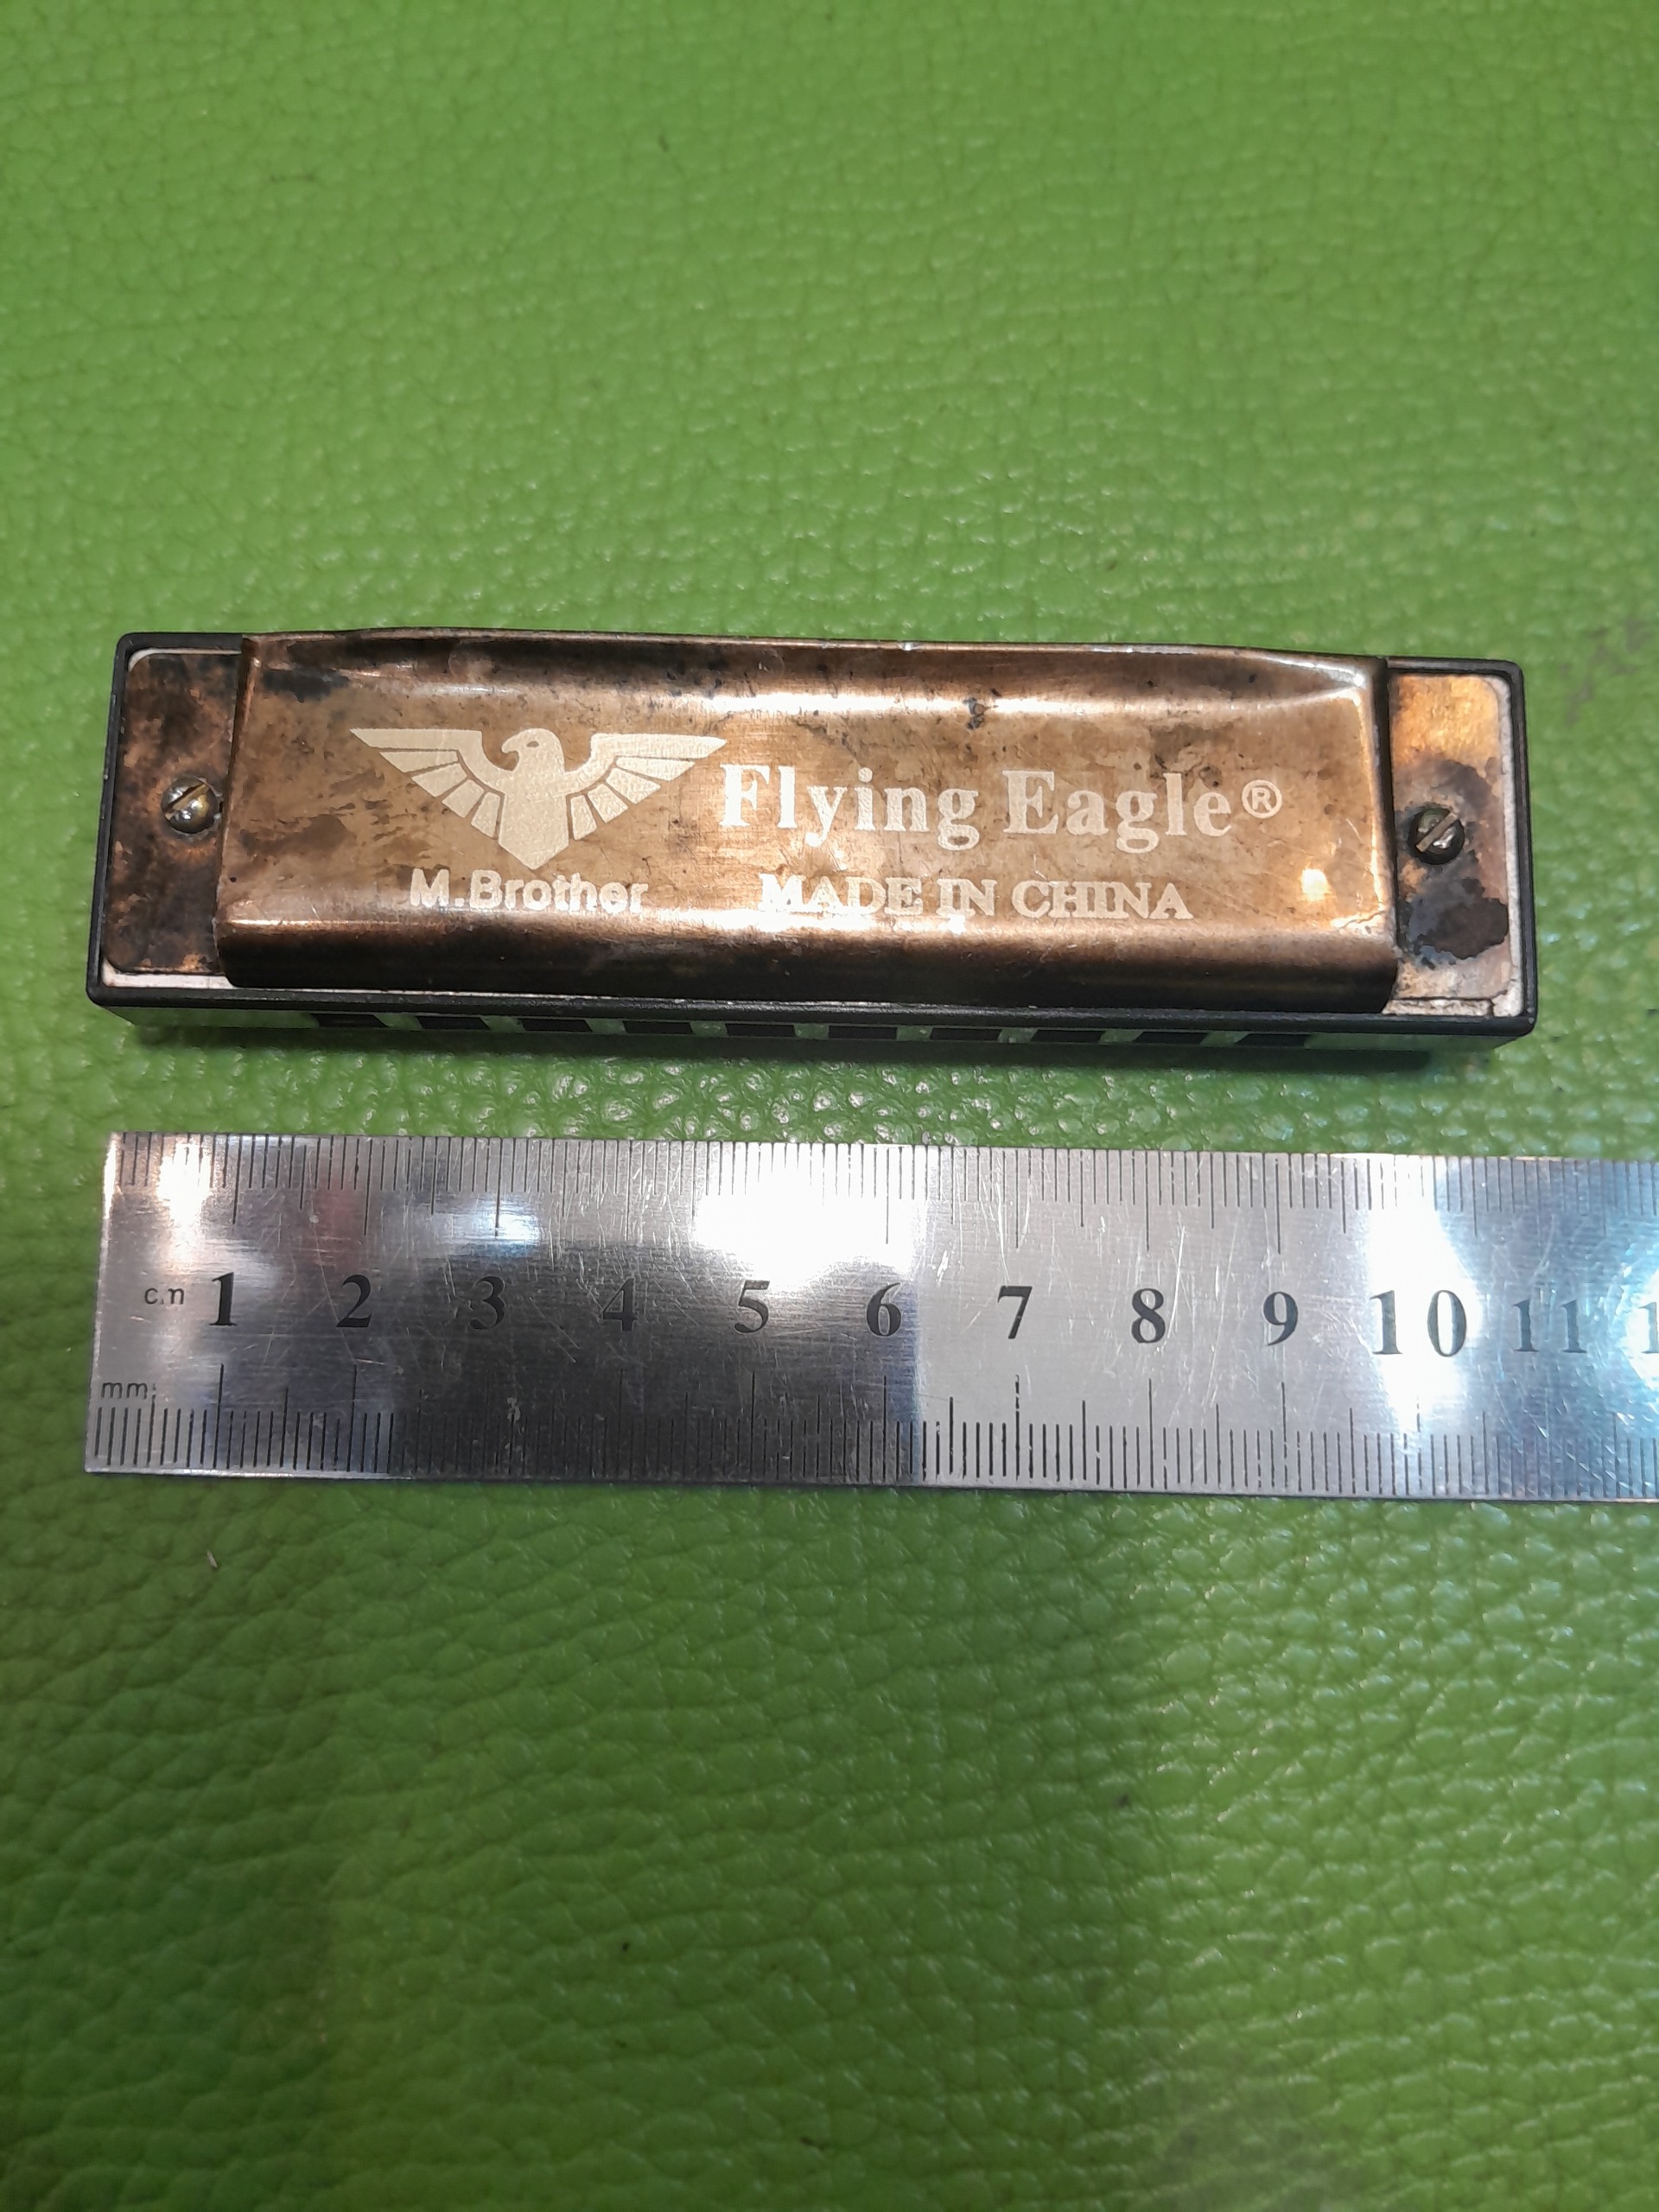 Flying Eagle®
M.Brother MADE IN CHINA
cm 1 2 3 4 5 6 7 8 9 10 11
mm